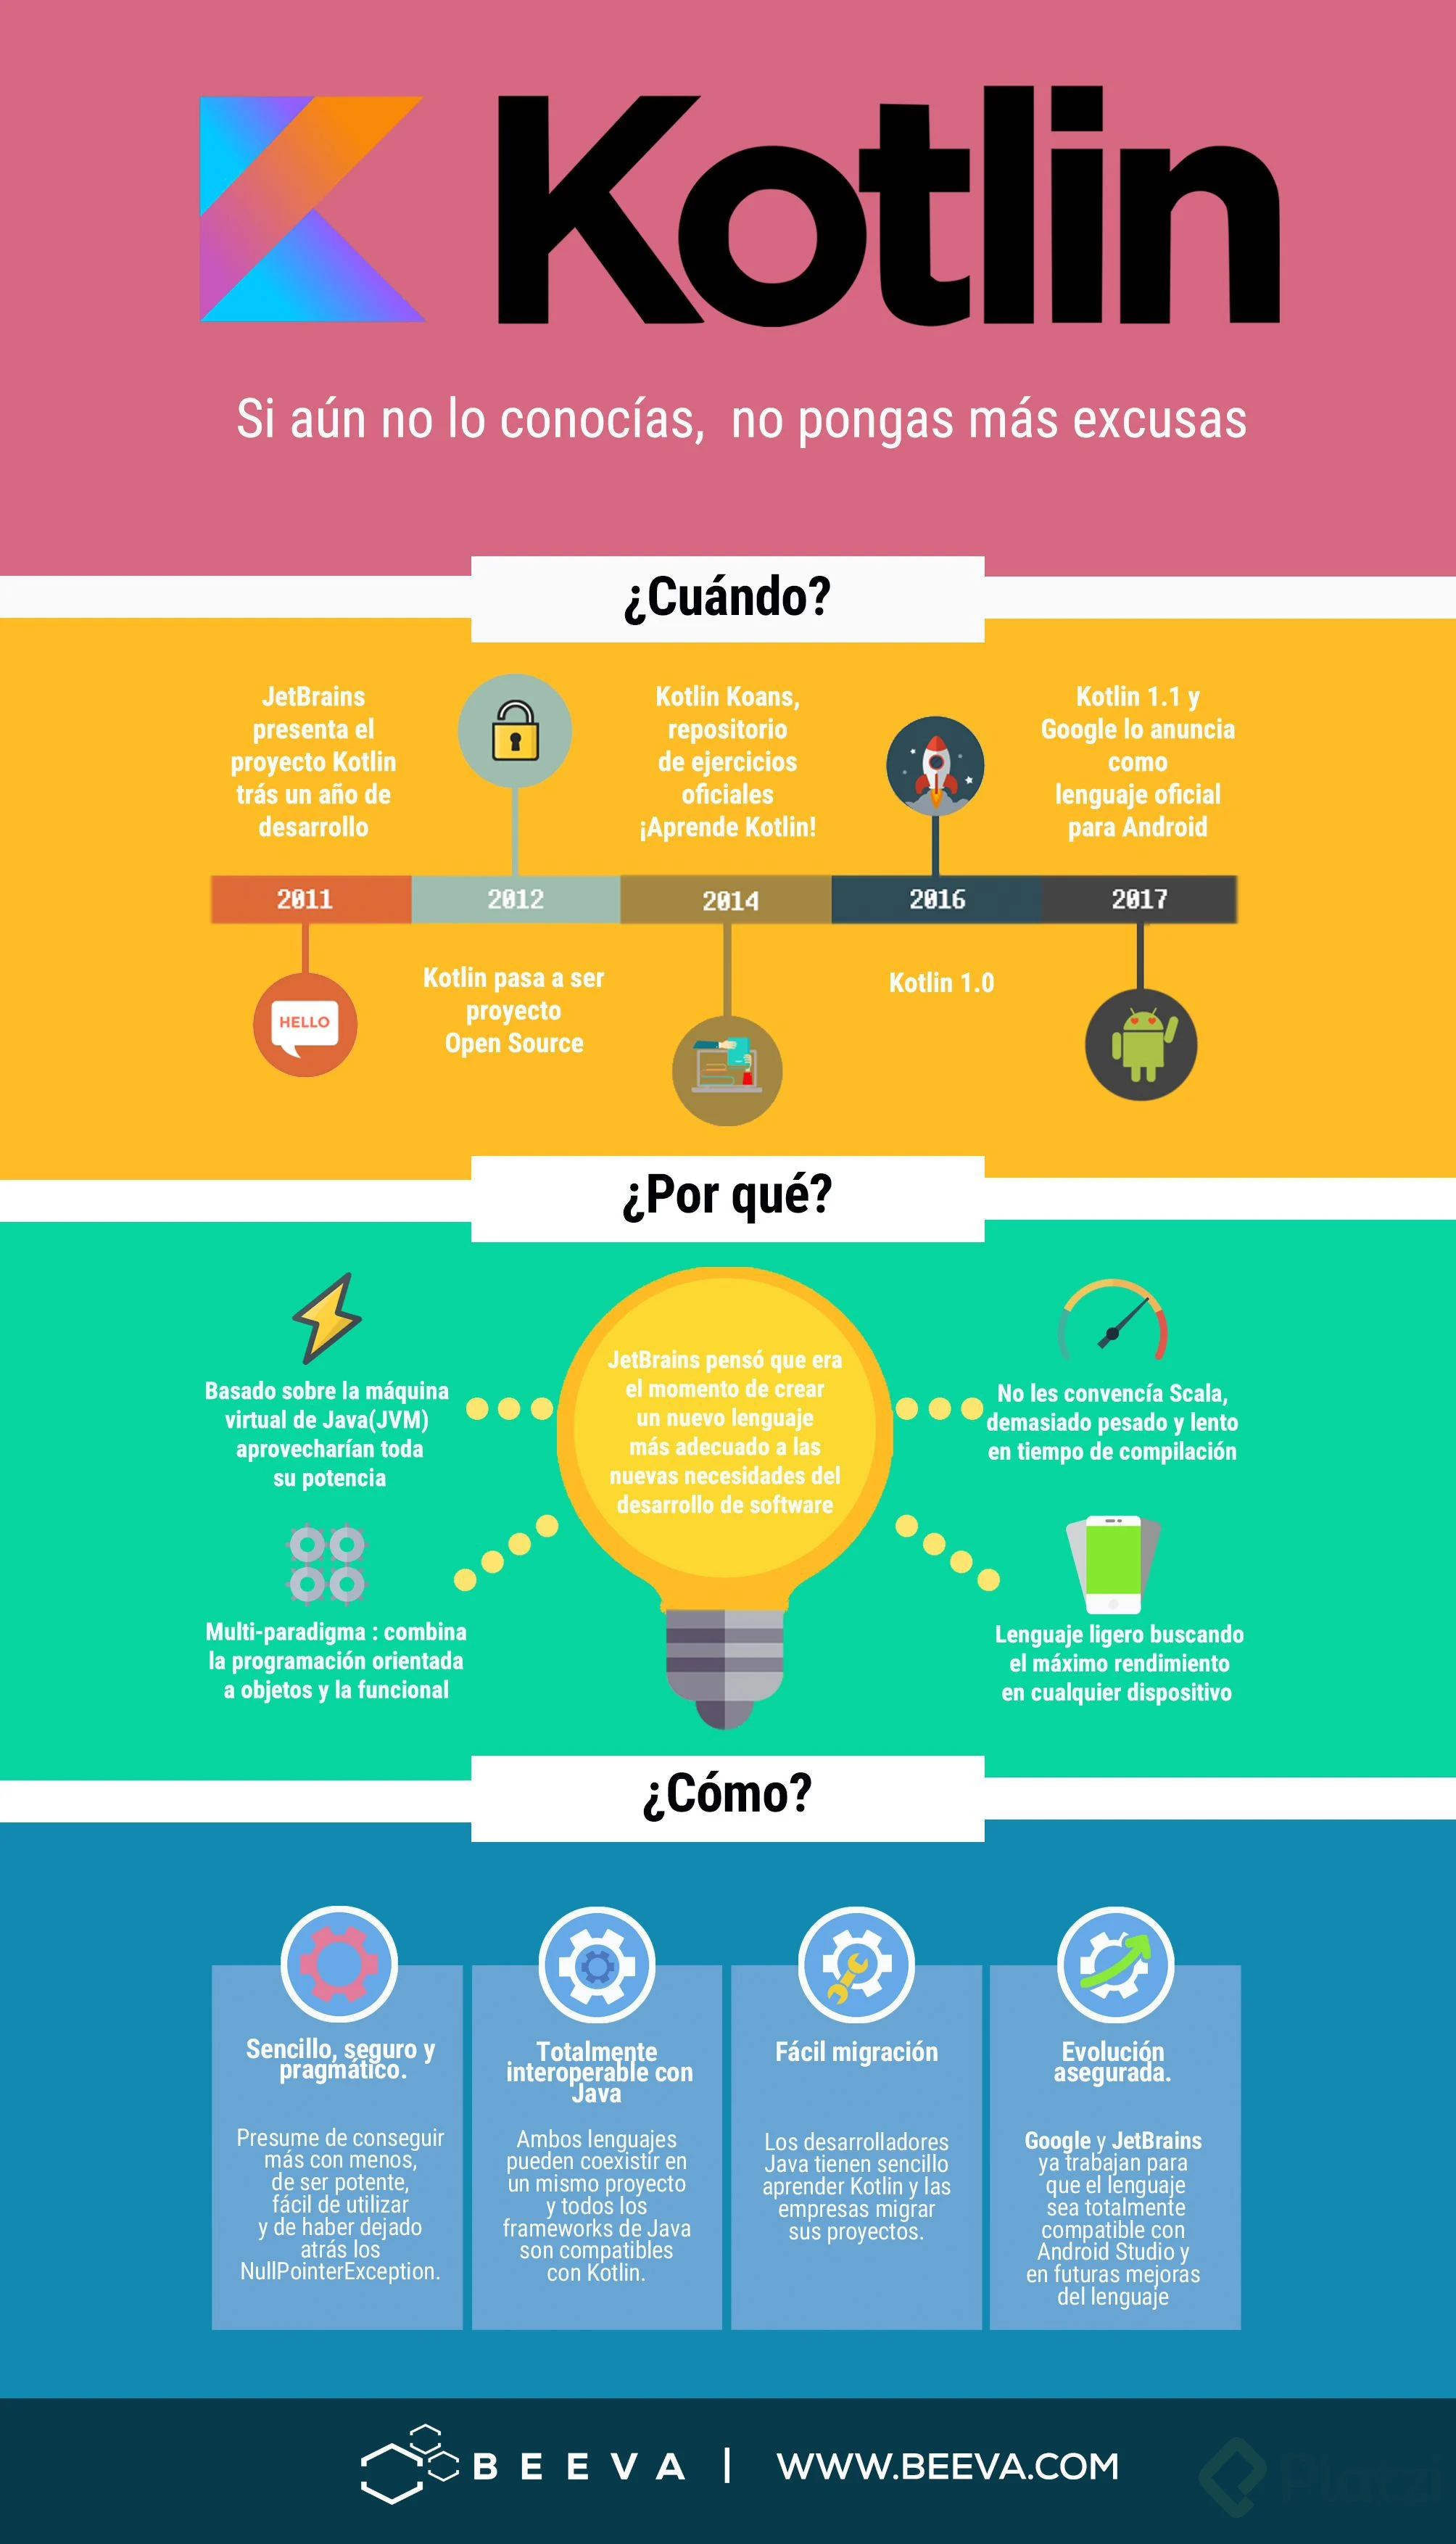 Kotlin
Si aún no lo conocías, no pongas más excusas
¿Cuándo?
JetBrains
presenta el
proyecto Kotlin
trás un año de
desarrollo
Kotlin Koans,
repositorio
de ejercicios
oficiales
¡Aprende Kotlin!
Kotlin 1.1 y
Google lo anuncia
como
lenguaje oficial
para Android
2011
2012
2014
2016
2017
HELLO
Kotlin pasa a ser
proyecto
Open Source
Kotlin 1.0
¿Por qué?
Basado sobre la máquina
virtual de Java(JVM)
aprovecharían toda
su potencia
JetBrains pensó que era
el momento de crear
un nuevo lenguaje
más adecuado a las
nuevas necesidades del
desarrollo de software
No les convencía Scala,
demasiado pesado y lento
en tiempo de compilación
Multi-paradigma : combina
la programación orientada
a objetos y la funcional
Lenguaje ligero buscando
el máximo rendimiento
en cualquier dispositivo
¿Cómo?
Sencillo, seguro y
pragmático.
Presume de conseguir
más con menos,
de ser potente,
fácil de utilizar
y de haber dejado
atrás los
NullPointerException.
Totalmente
interoperable con
Java
Ambos lenguajes
pueden coexistir en
un mismo proyecto
y todos los
frameworks de Java
son compatibles
con Kotlin.
Fácil migración
Los desarrolladores
Java tienen sencillo
aprender Kotlin y las
empresas migrar
sus proyectos.
Evolución
asegurada.
Google y JetBrains
ya trabajan para
que el lenguaje
sea totalmente
compatible con
Android Studio y
en futuras mejoras
del lenguaje
BEEVA | WWW.BEEVA.COM
Platzi